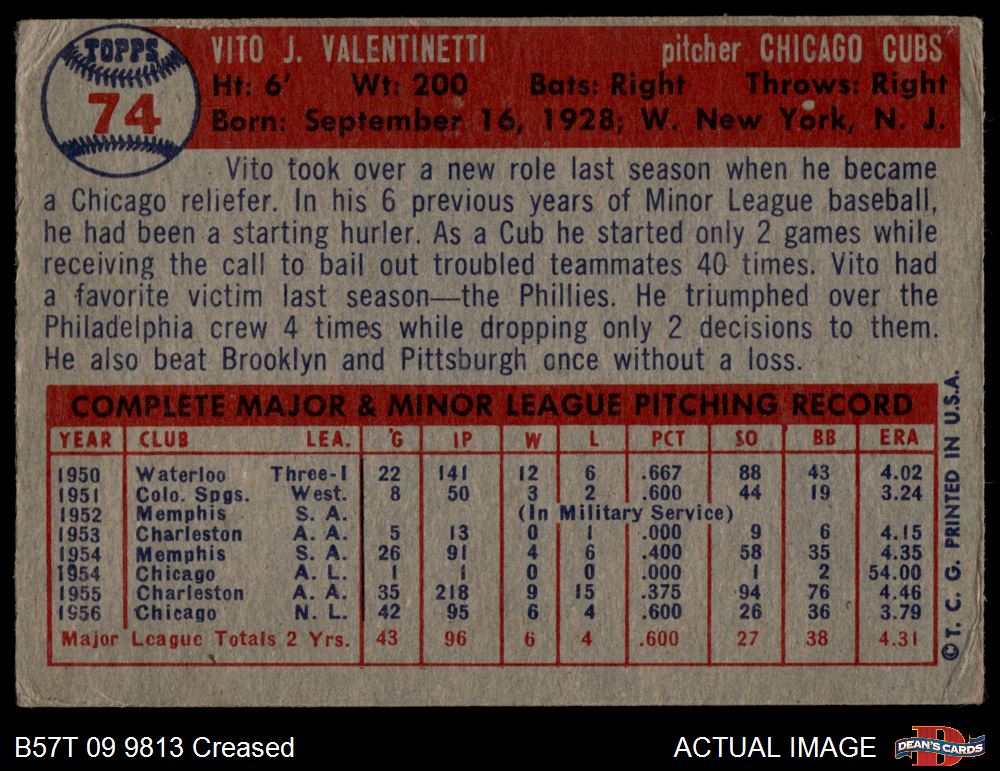 TOPPS
74
VITO J. VALENTINETTI pitcher CHICAGO CUBS
Ht: 6' Wt: 200 Bats: Right Throws: Right
Born: September 16, 1928; W. New York, N. J.
Vito took over a new role last season when he became
a Chicago reliefer. In his 6 previous years of Minor League baseball,
he had been a starting hurler. As a Cub he started only 2 games while
receiving the call to bail out troubled teammates 40 times. Vito had
a favorite victim last season—the Phillies. He triumphed over the
Philadelphia crew 4 times while dropping only 2 decisions to them.
He also beat Brooklyn and Pittsburgh once without a loss.
COMPLETE MAJOR & MINOR LEAGUE PITCHING RECORD
YEAR CLUB LEA. G IP W L PCT SO BB ERA
1950 Waterloo Three-I 22 141 12 6 .667 88 43 4.02
1951 Colo. Spgs. West. 8 50 3 2 .600 44 19 3.24
1952 Memphis S. A. (In Military Service)
1953 Charleston A. A. 5 13 0 1 .000 9 6 4.15
1954 Memphis S. A. 26 91 4 6 .400 58 35 4.35
1954 Chicago A. L. 1 1 0 0 .000 1 2 54.00
1955 Charleston A. A. 35 218 9 15 .375 94 76 4.46
1956 Chicago N. L. 42 95 6 4 .600 26 36 3.79
Major League Totals 2 Yrs. 43 96 6 4 .600 27 38 4.31
©T. C. G. PRINTED IN U.S.A.
B57T 09 9813 Creased
ACTUAL IMAGE
DEAN'S CARDS